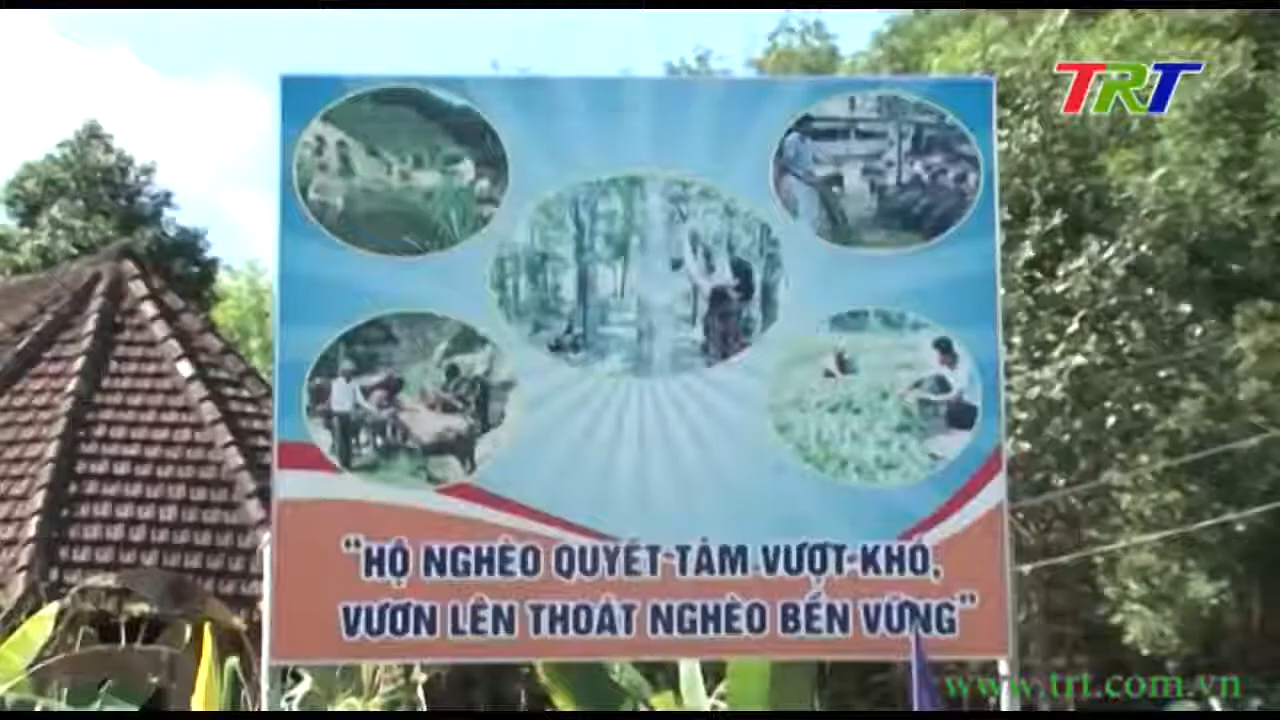 TRT
"HỘ NGHÈO QUYẾT TÂM VƯỢT KHÓ,
VƯƠN LÊN THOÁT NGHÈO BỀN VỮNG"
www.trt.com.vn